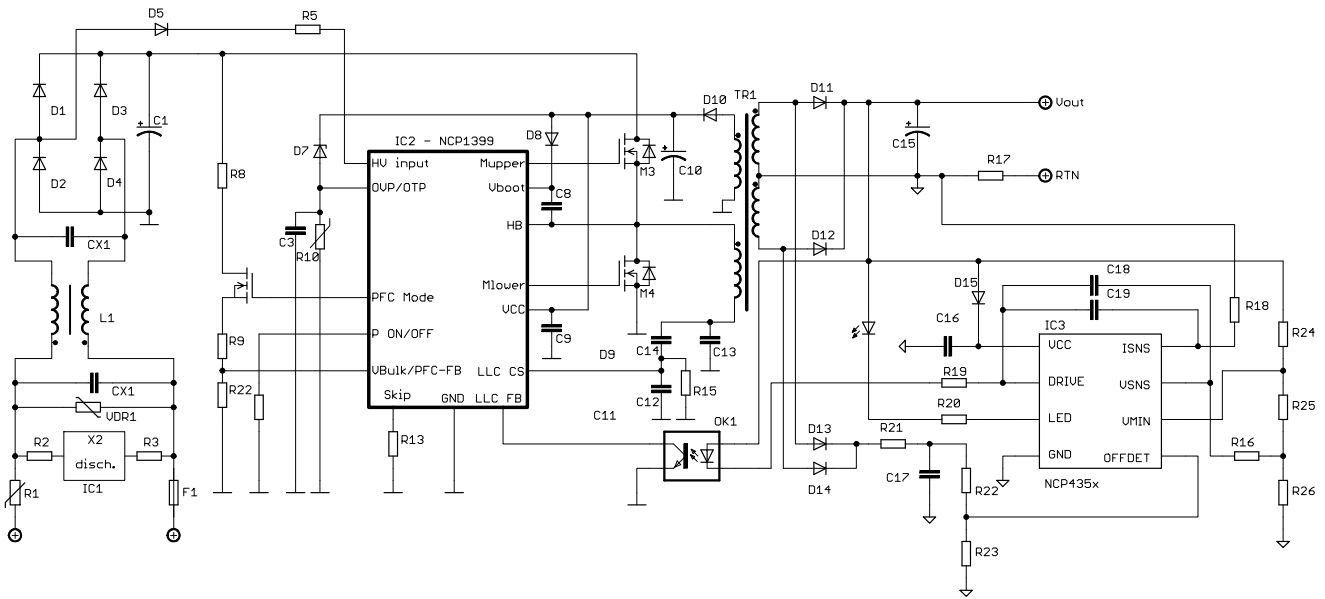 D5
R5
D1
D3
C1
D2
D4
CX1
L1
CX1
VDR1
R2
X2
disch.
R3
IC1
R1
F1
R8
R9
R22
D7
C3
R10
IC2 - NCP1399
HV input
OVP/OTP
PFC Mode
P ON/OFF
VBulk/PFC-FB
Skip
GND
LLC FB
Mupper
Vboot
HB
Mlower
VCC
LLC CS
R13
D8
C8
C9
M3
M4
C10
D10
TR1
D9
C14
C13
C12
R15
C11
OK1
D11
D12
C15
Vout
R17
RTN
D15
C18
C19
C16
R18
IC3
VCC
DRIVE
LED
GND
ISNS
VSNS
VMIN
OFFDET
NCP435x
R19
R20
D13
D14
R21
C17
R22
R23
R24
R25
R16
R26